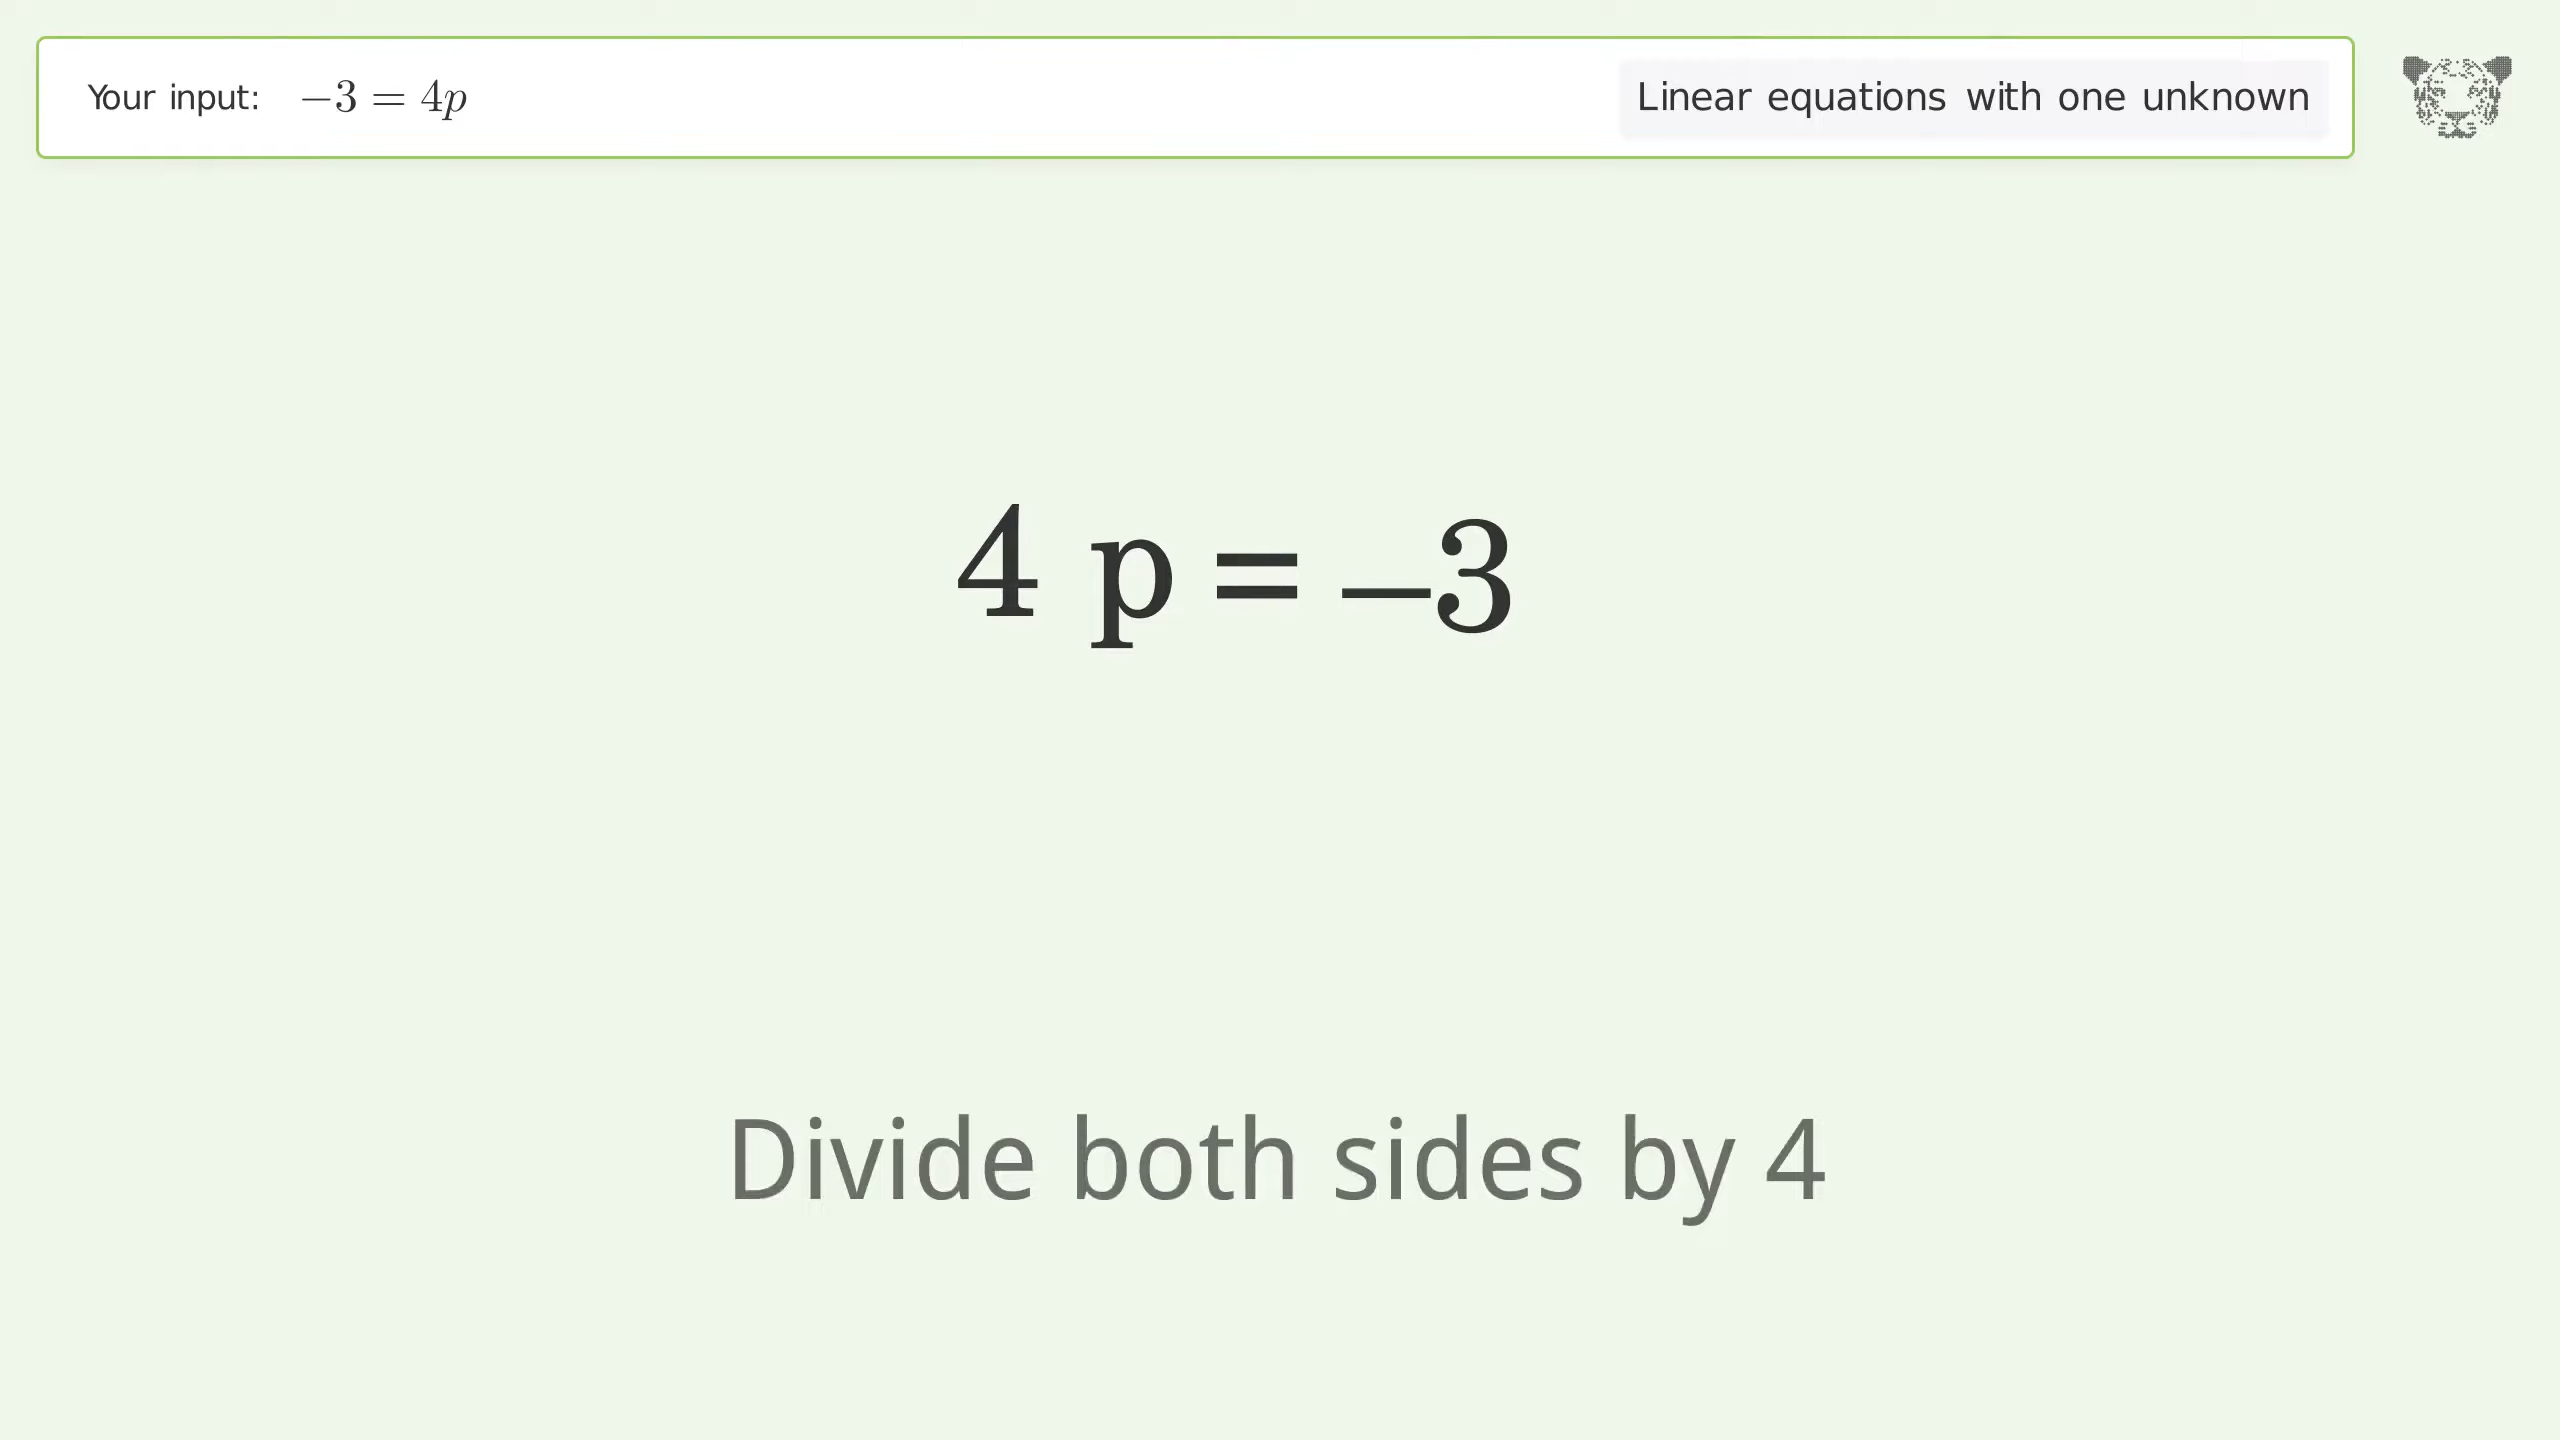 Your input: −3 = 4p
Linear equations with one unknown
4 p = −3
Divide both sides by 4